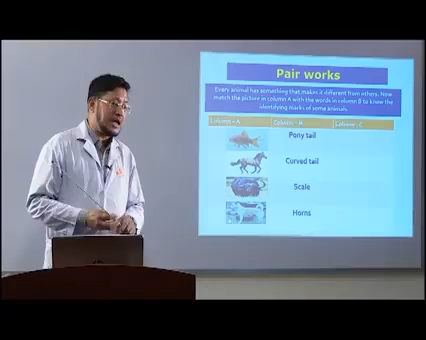 Pair works
Every animal has something that makes it different from others. Now
match the picture in column A with the words in column B to know the
identifying marks of some animals.
Column - A Column - B Column - C
Pony tail
Curved tail
Scale
Horns